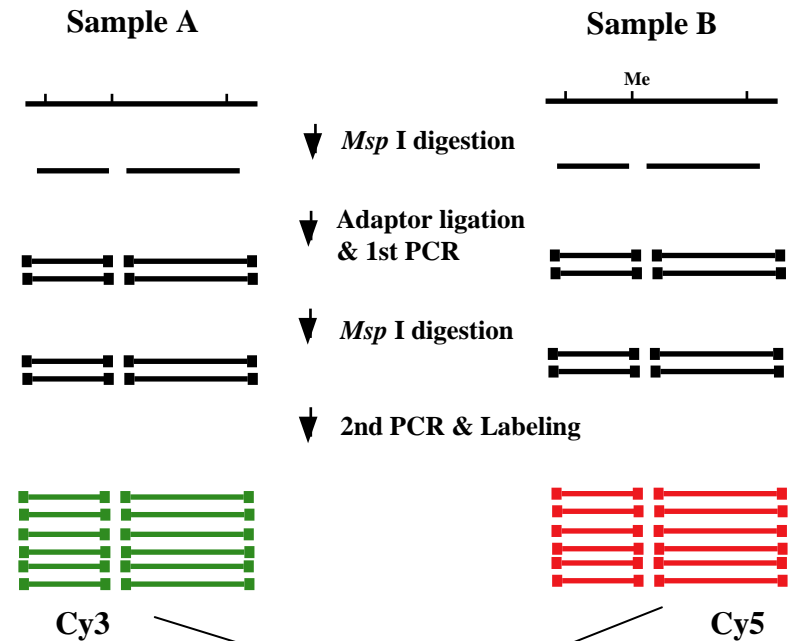 Sample A
Sample B
Me
Msp I digestion
Adaptor ligation
& 1st PCR
Msp I digestion
2nd PCR & Labeling
Cy3
Cy5